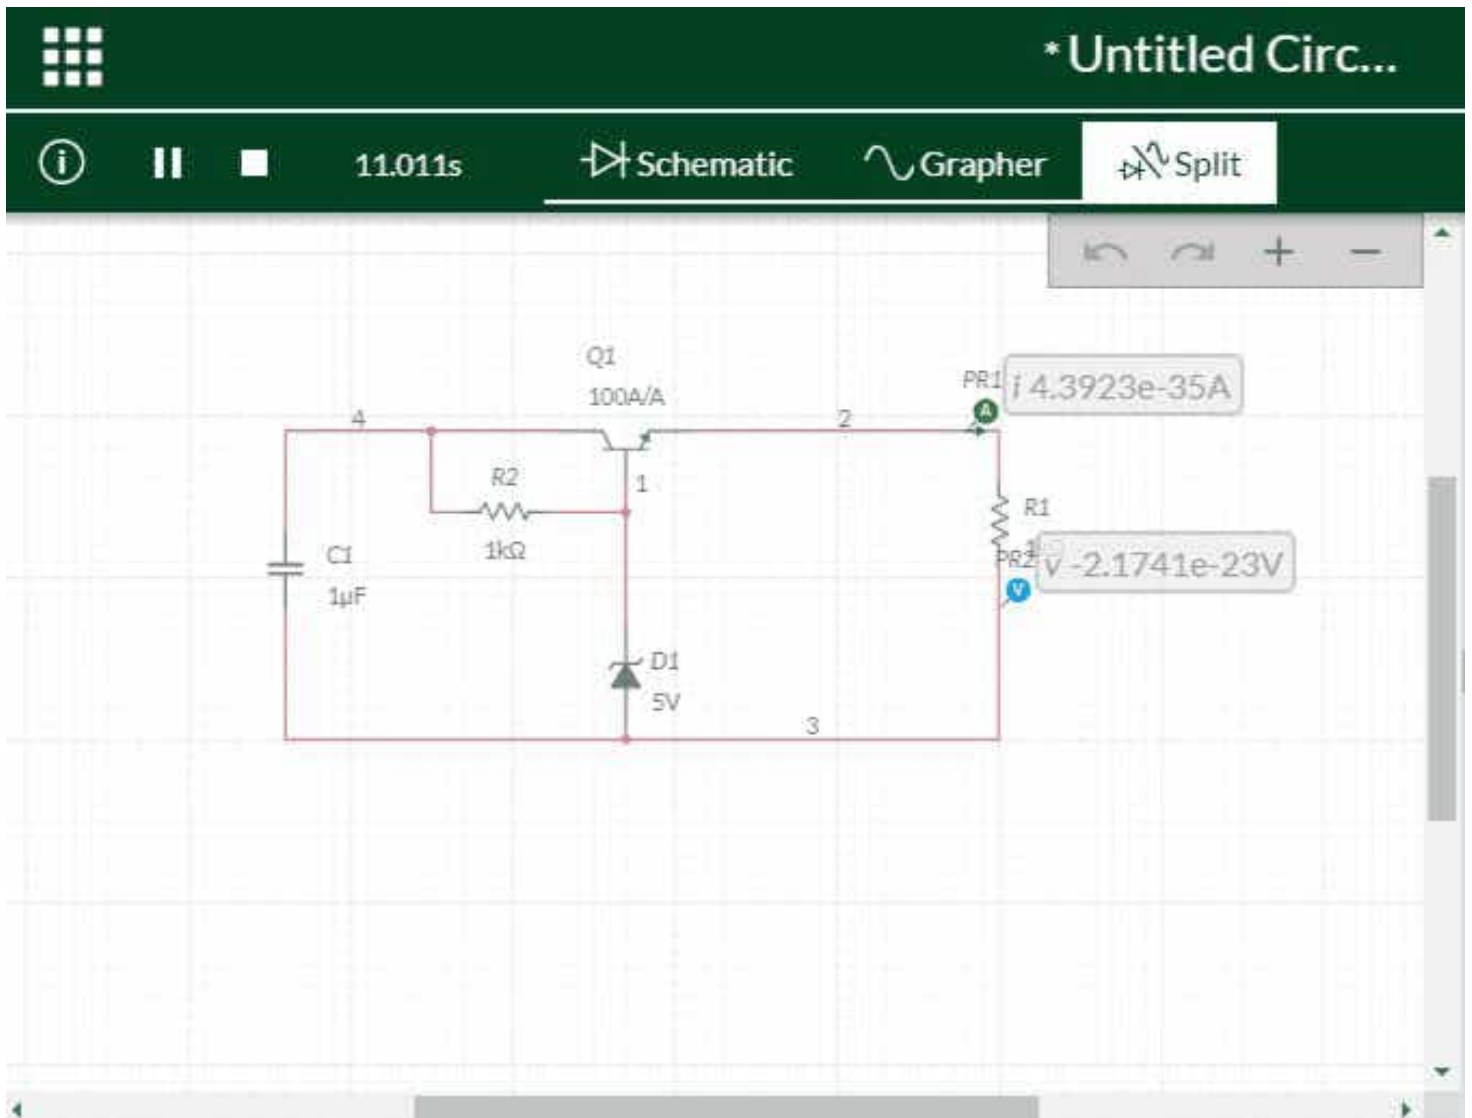 *Untitled Circ...
11.011s Schematic Grapher Split
Q1
100A/A
PR1 i 4.3923e-35A
4
2
R2
1
R1
1kΩ
C1
1µF
PR2 v -2.1741e-23V
D1
5V
3